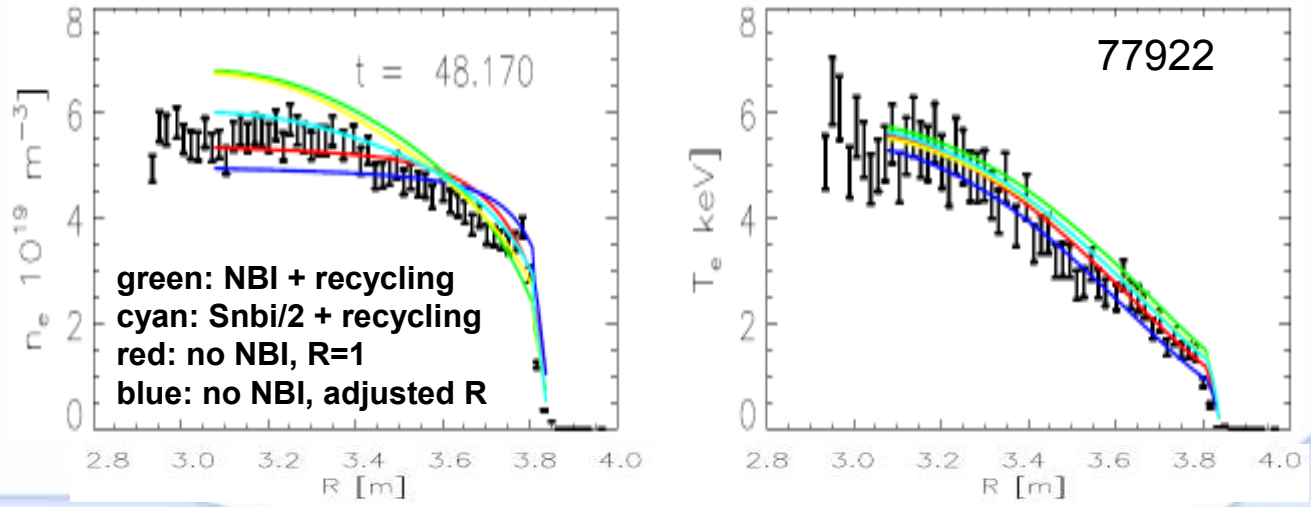 8
6
4
2
0
n_e 10^19 m^-3]
t = 48.170
green: NBI + recycling
cyan: Snbi/2 + recycling
red: no NBI, R=1
blue: no NBI, adjusted R
2.8 3.0 3.2 3.4 3.6 3.8 4.0
R [m]
8
6
4
2
0
T_e keV]
77922
2.8 3.0 3.2 3.4 3.6 3.8 4.0
R [m]